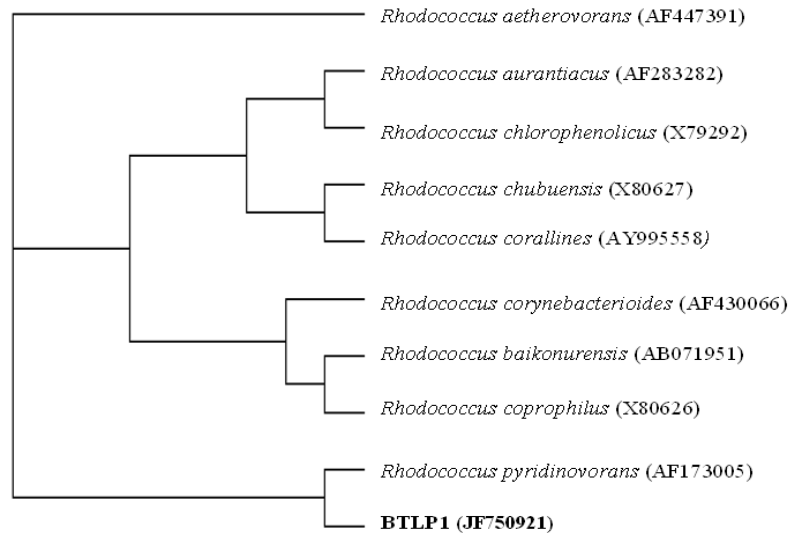 Rhodococcus aetherovorans (AF447391)
Rhodococcus aurantiacus (AF283282)
Rhodococcus chlorophenolicus (X79292)
Rhodococcus chubuensis (X80627)
Rhodococcus corallines (AY995558)
Rhodococcus corynebacterioides (AF430066)
Rhodococcus baikonurensis (AB071951)
Rhodococcus coprophilus (X80626)
Rhodococcus pyridinovorans (AF173005)
BTLP1 (JF750921)